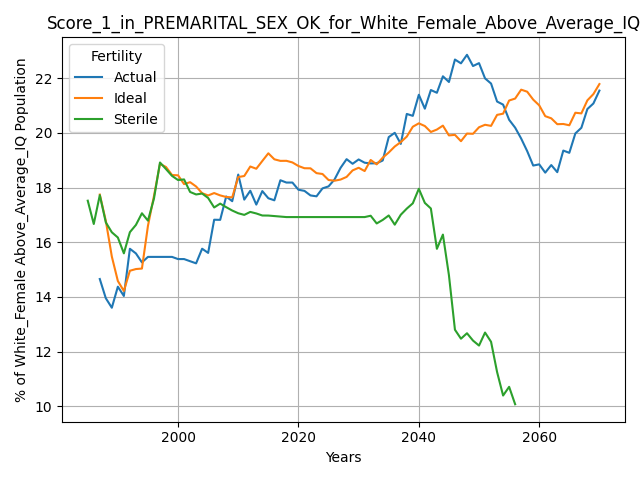 Score_1_in_PREMARITAL_SEX_OK_for_White_Female_Above_Average_IQ
Fertility
Actual
Ideal
Sterile
% of White_Female Above_Average_IQ Population
22
20
18
16
14
12
10
2000
2020
2040
2060
Years